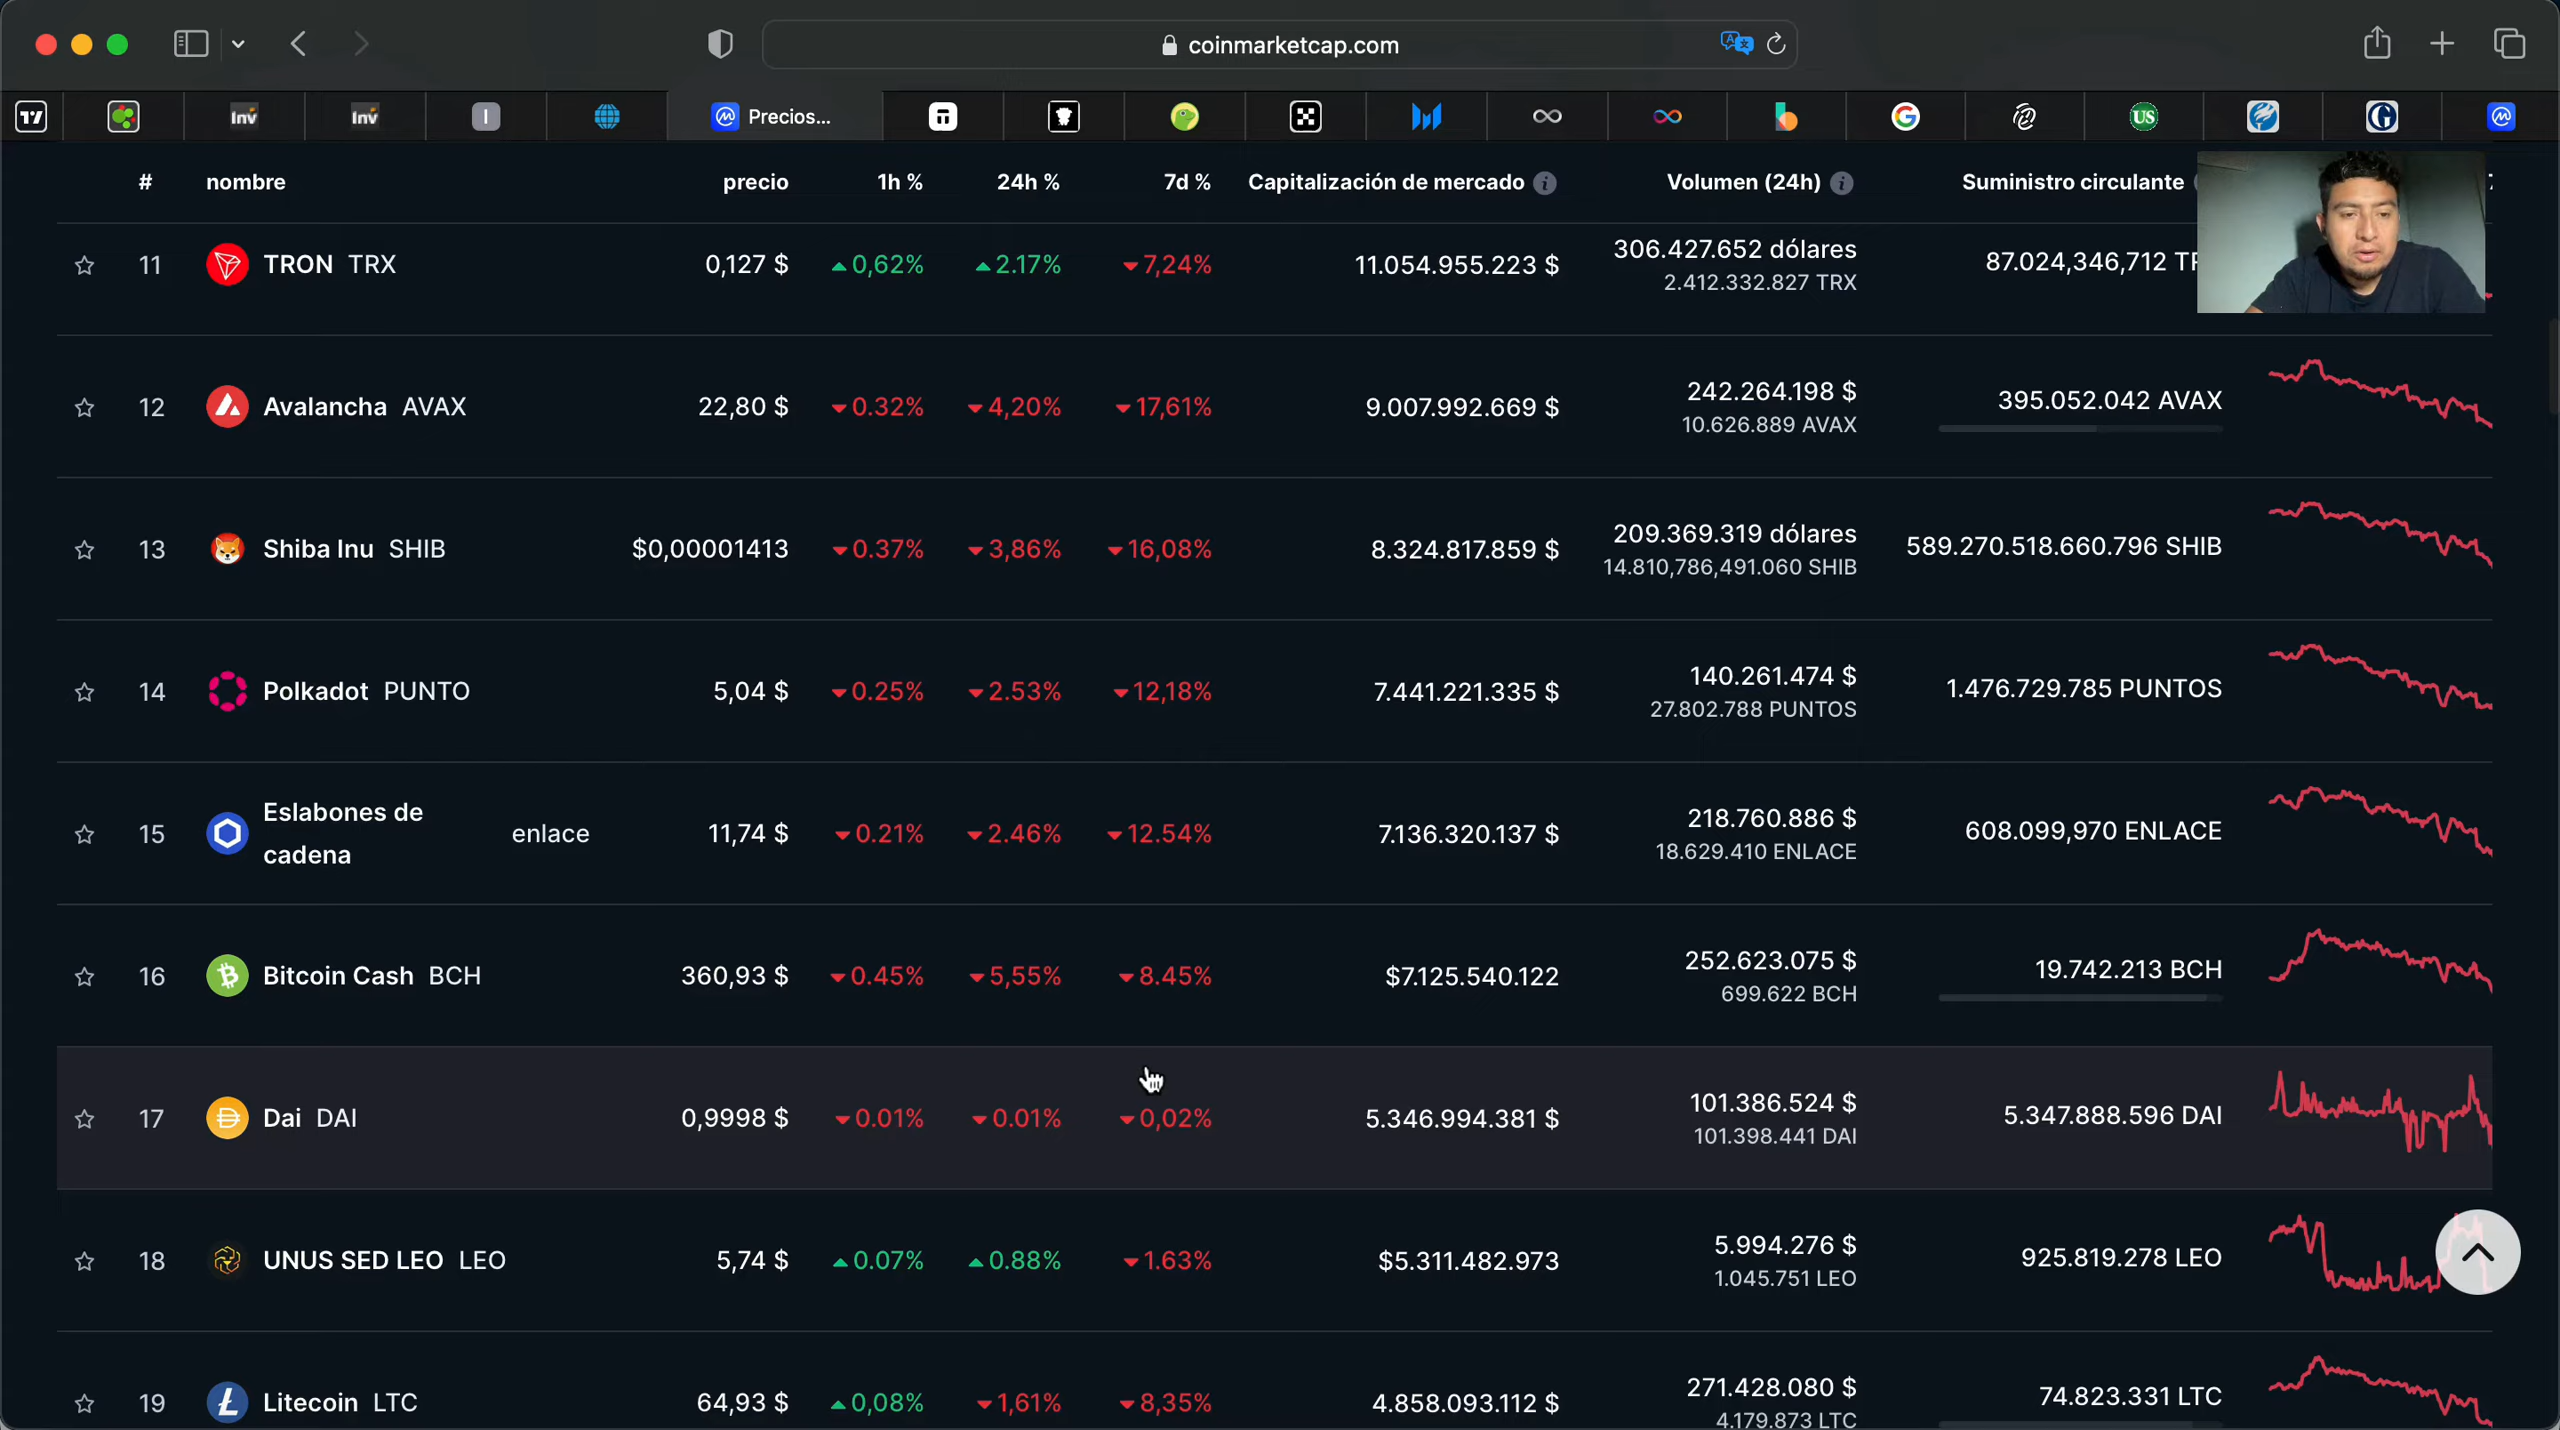 coinmarketcap.com
Inv Inv I Precios... US
# nombre precio 1h % 24h % 7d % Capitalización de mercado Volumen (24h) Suministro circulante
11 TRON TRX 0,127 $ 0,62% 2.17% 7,24% 11.054.955.223 $ 306.427.652 dólares
2.412.332.827 TRX
87.024,346,712
12 Avalancha AVAX 22,80 $ 0.32% 4,20% 17,61% 9.007.992.669 $ 242.264.198 $
10.626.889 AVAX
395.052.042 AVAX
13 Shiba Inu SHIB $0,00001413 0.37% 3,86% 16,08% 8.324.817.859 $ 209.369.319 dólares
14.810,786,491.060 SHIB
589.270.518.660.796 SHIB
14 Polkadot PUNTO 5,04 $ 0.25% 2.53% 12,18% 7.441.221.335 $ 140.261.474 $
27.802.788 PUNTOS
1.476.729.785 PUNTOS
15 Eslabones de
cadena
enlace 11,74 $ 0.21% 2.46% 12.54% 7.136.320.137 $ 218.760.886 $
18.629.410 ENLACE
608.099,970 ENLACE
16 Bitcoin Cash BCH 360,93 $ 0.45% 5,55% 8.45% $7.125.540.122 252.623.075 $
699.622 BCH
19.742.213 BCH
17 Dai DAI 0,9998 $ 0.01% 0.01% 0,02% 5.346.994.381 $ 101.386.524 $
101.398.441 DAI
5.347.888.596 DAI
18 UNUS SED LEO LEO 5,74 $ 0.07% 0.88% 1.63% $5.311.482.973 5.994.276 $
1.045.751 LEO
925.819.278 LEO
19 Litecoin LTC 64,93 $ 0,08% 1,61% 8,35% 4.858.093.112 $ 271.428.080 $
4.179.873 LTC
74.823.331 LTC